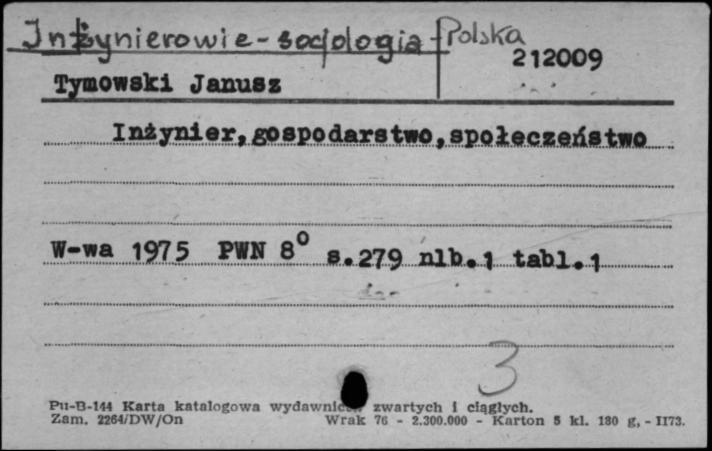 Inżynierowie - socjologia - Polska
212009
Tymowski Janusz
Inżynier,gospodarstwo,społeczeństwo
W-wa 1975 PWN 8° s.279 nlb.1 tabl.1
3
Pu-B-144 Karta katalogowa wydawnictw zwartych i ciągłych.
Zam. 2264/DW/On Wrak 76 - 2.300.000 - Karton 5 kl. 180 g, - II73.